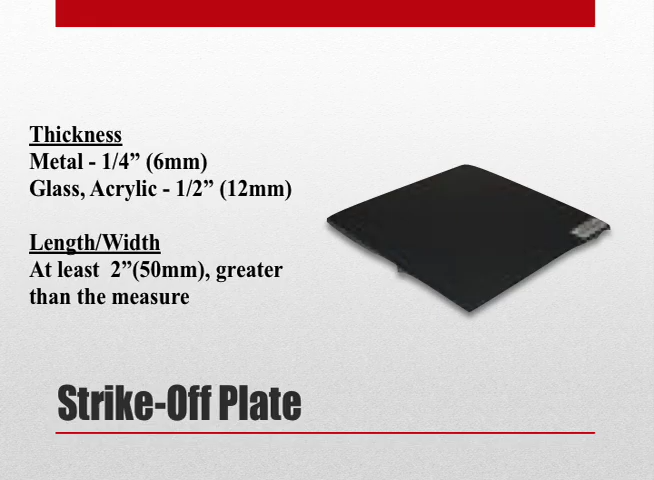 Thickness
Metal - 1/4” (6mm)
Glass, Acrylic - 1/2” (12mm)
Length/Width
At least  2”(50mm), greater
than the measure
Strike-Off Plate